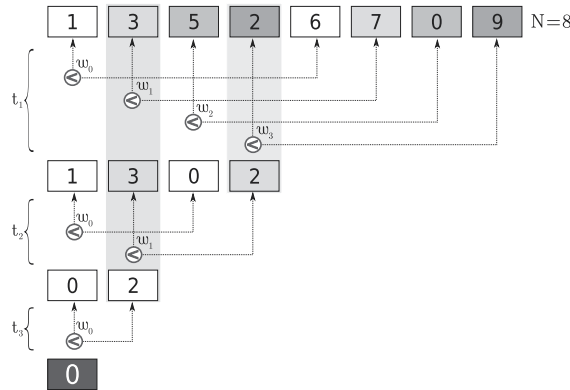 1 3 5 2 6 7 0 9 N=8
w₀
w₁
t₁
w₂
w₃
1 3 0 2
w₀
t₂
w₁
0 2
w₀
t₃
0